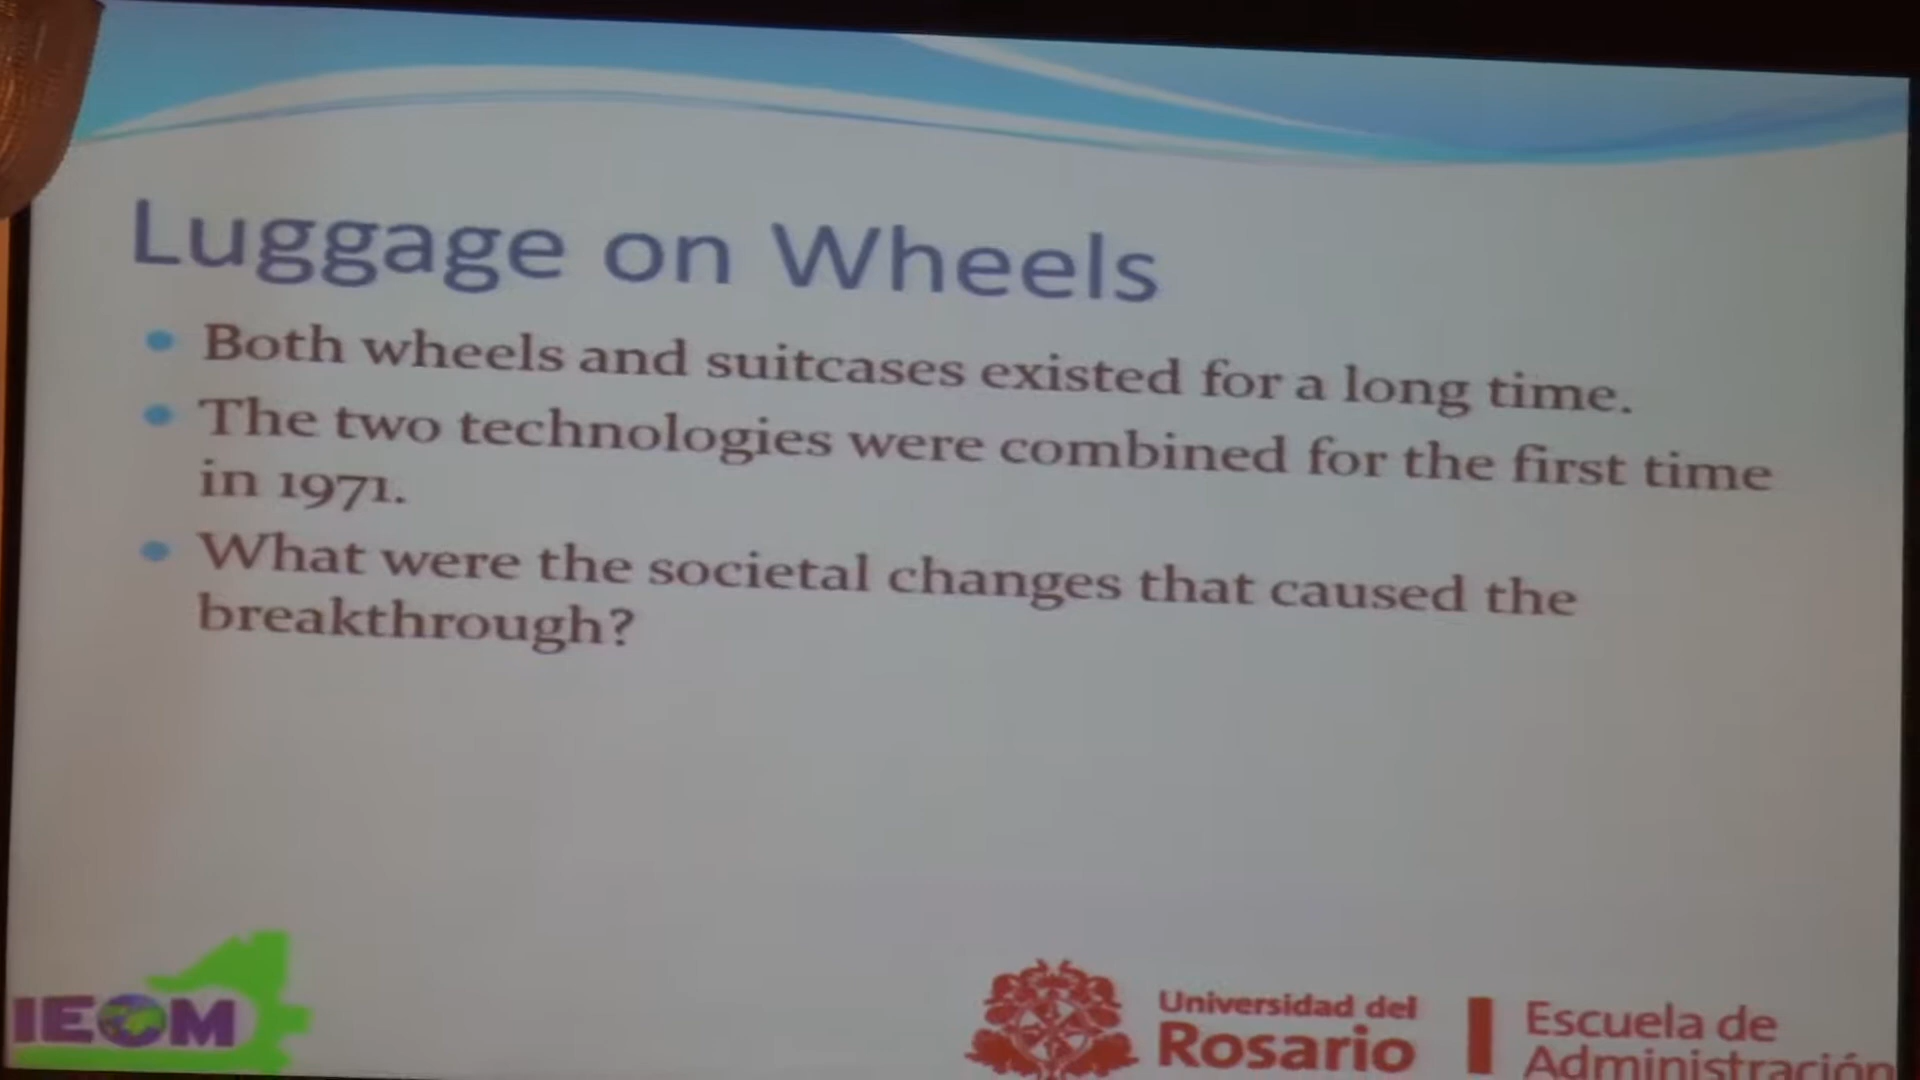 Luggage on Wheels
Both wheels and suitcases existed for a long time.
The two technologies were combined for the first time
in 1971.
What were the societal changes that caused the
breakthrough?
IEOM
Universidad del
Rosario
Escuela de
Administración